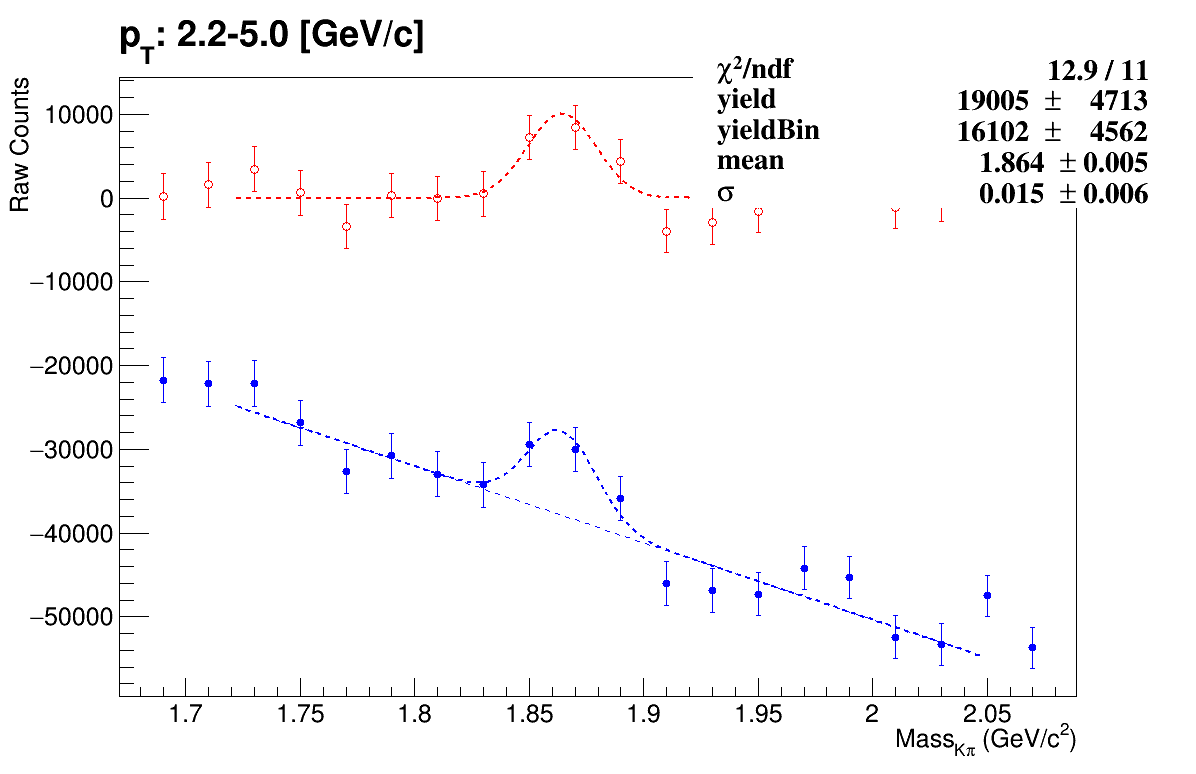 p_T: 2.2-5.0 [GeV/c]
χ²/ndf 12.9 / 11
yield 19005 ± 4713
yieldBin 16102 ± 4562
mean 1.864 ± 0.005
σ 0.015 ± 0.006
Raw Counts
10000
0
−10000
−20000
−30000
−40000
−50000
1.7 1.75 1.8 1.85 1.9 1.95 2 2.05
Mass_Kπ (GeV/c²)